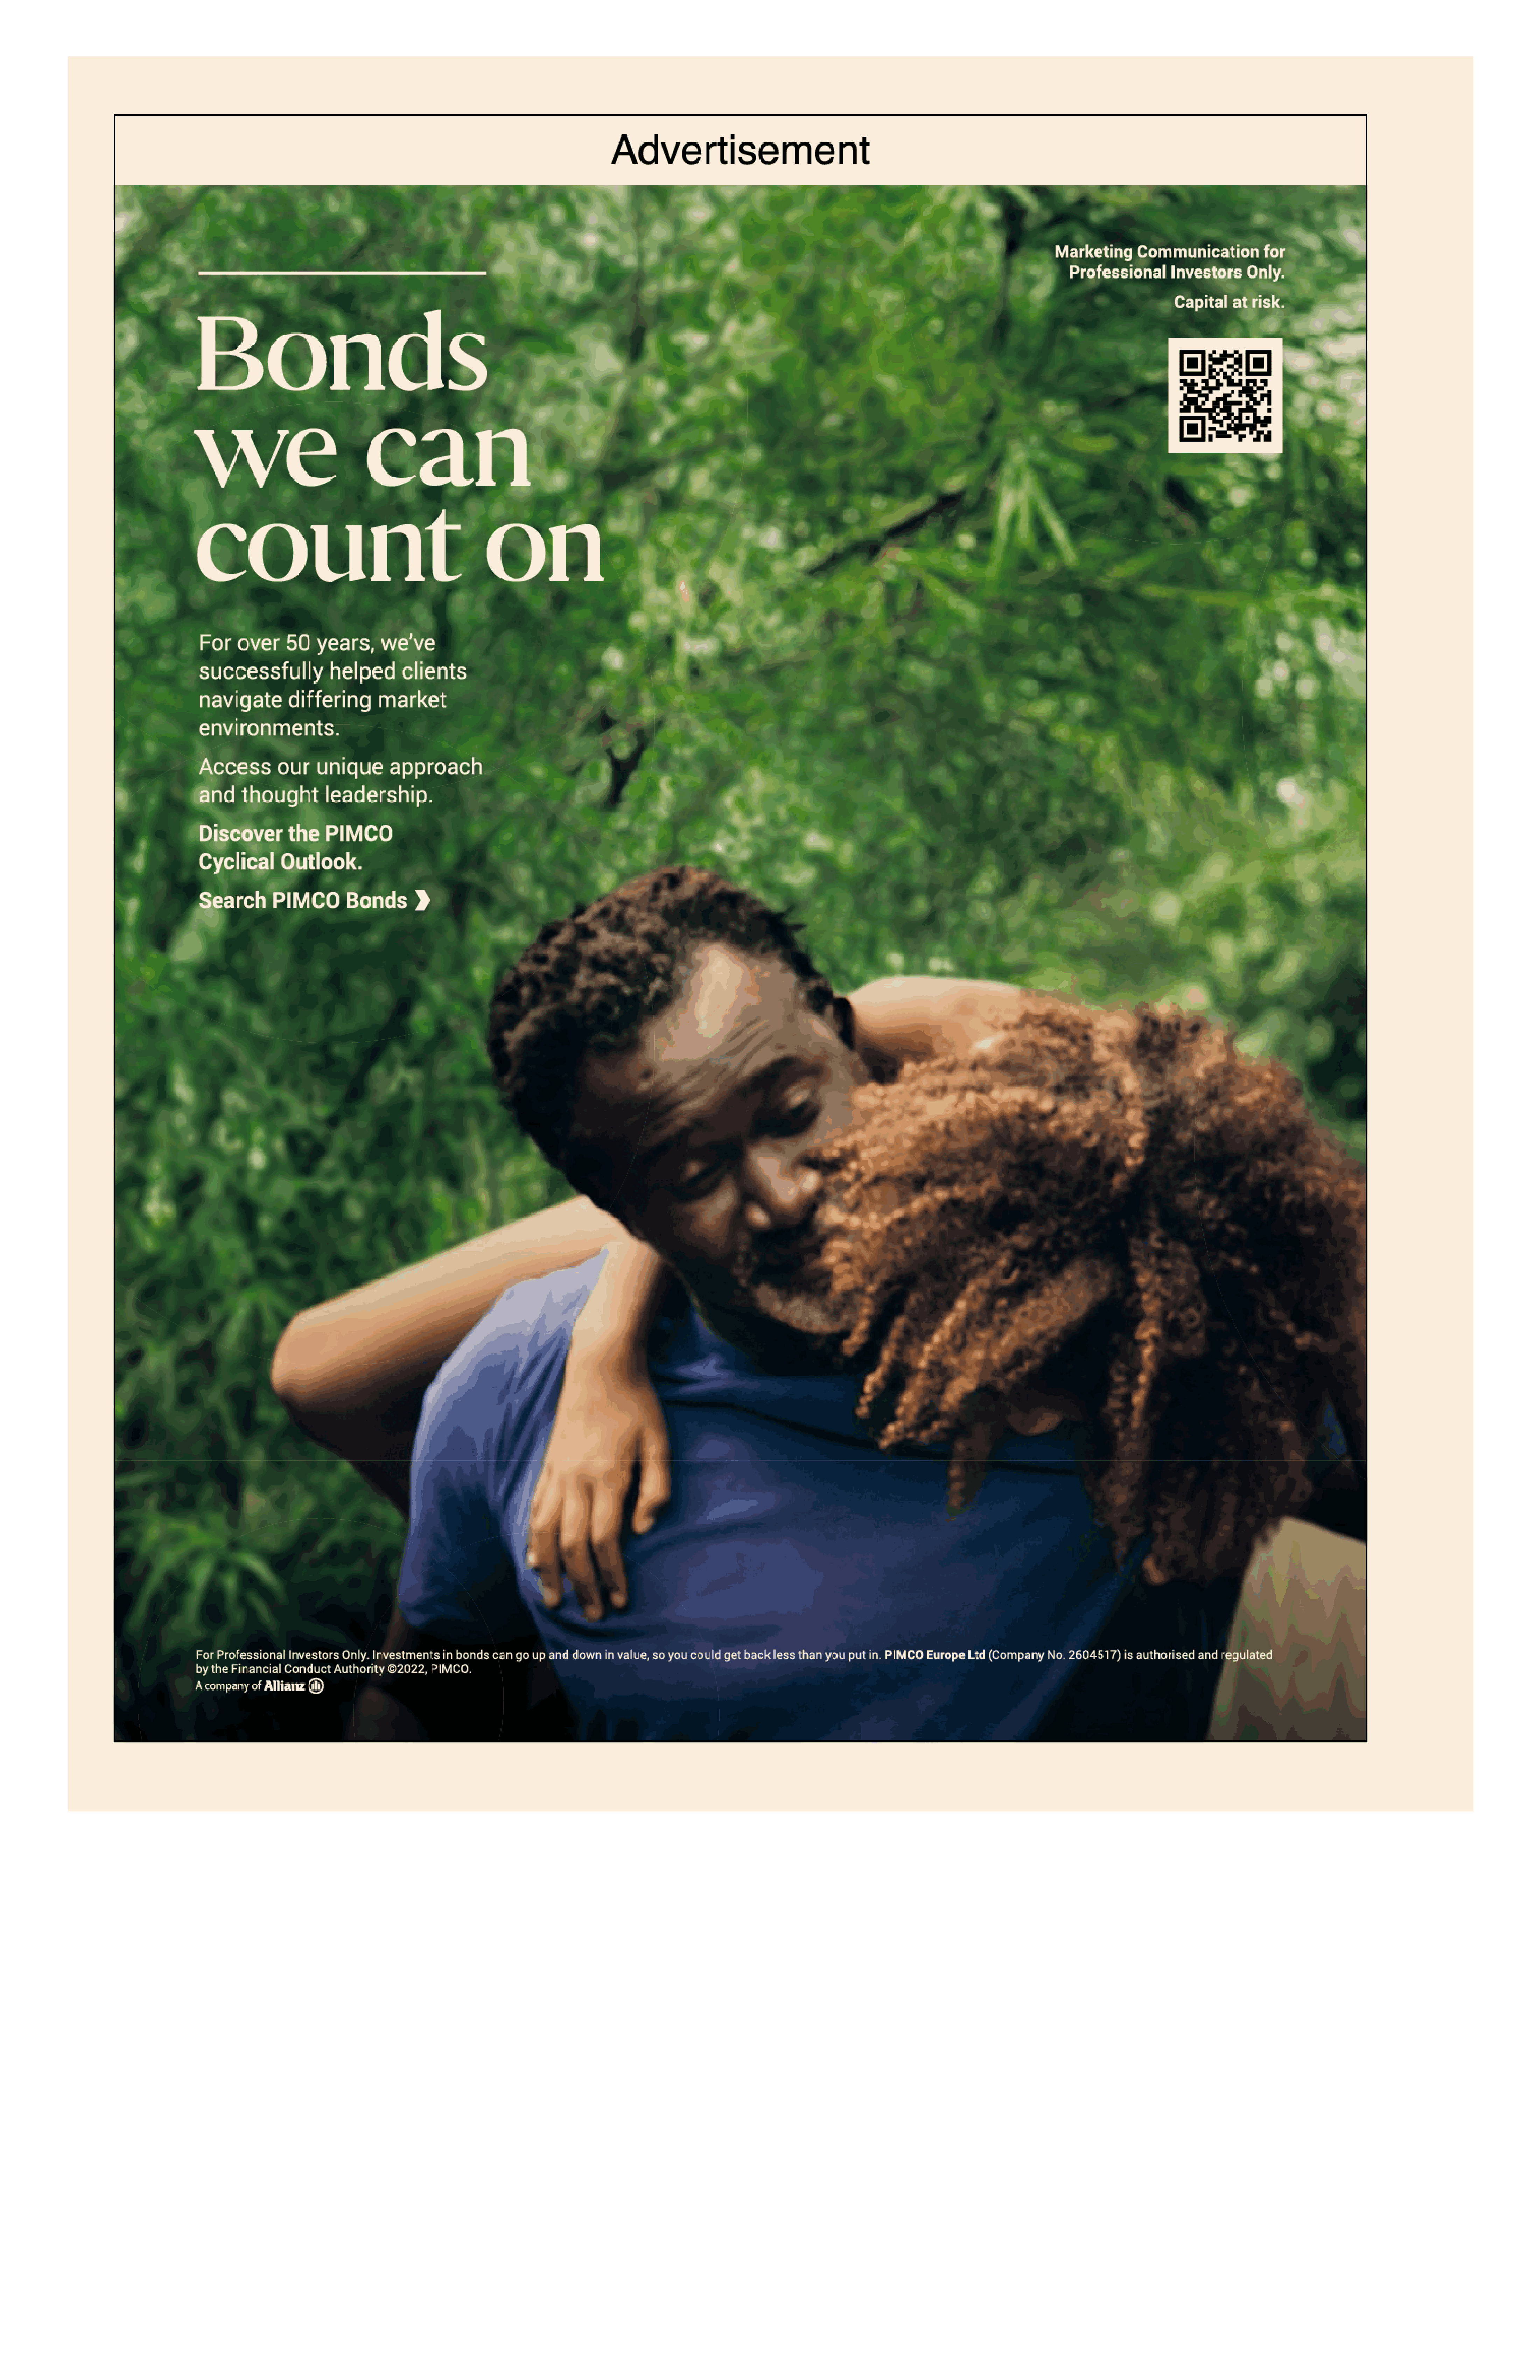 Advertisement
Marketing Communication for
Professional Investors Only.
Capital at risk.
Bonds
we can
count on
For over 50 years, we’ve
successfully helped clients
navigate differing market
environments.
Access our unique approach
and thought leadership.
Discover the PIMCO
Cyclical Outlook.
Search PIMCO Bonds ❯
For Professional Investors Only. Investments in bonds can go up and down in value, so you could get back less than you put in. PIMCO Europe Ltd (Company No. 2604517) is authorised and regulated
by the Financial Conduct Authority ©2022, PIMCO.
A company of Allianz